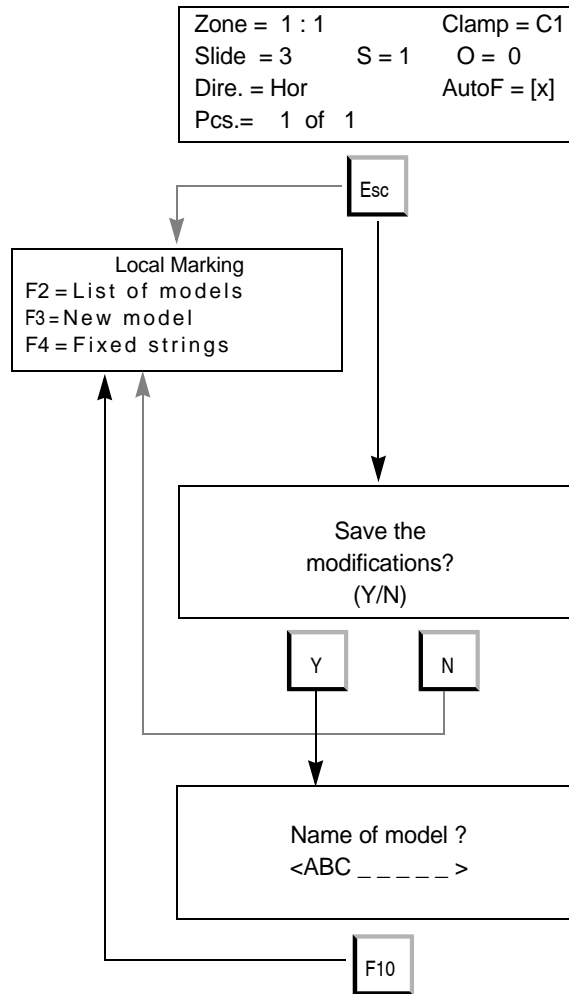 Zone = 1 : 1 Clamp = C1
Slide = 3 S = 1 O = 0
Dire. = Hor AutoF = [x]
Pcs.= 1 of 1
Esc
Local Marking
F2 = List of models
F3 = New model
F4 = Fixed strings
Save the
modifications?
(Y/N)
Y N
Name of model ?
<ABC _ _ _ _ _ >
F10